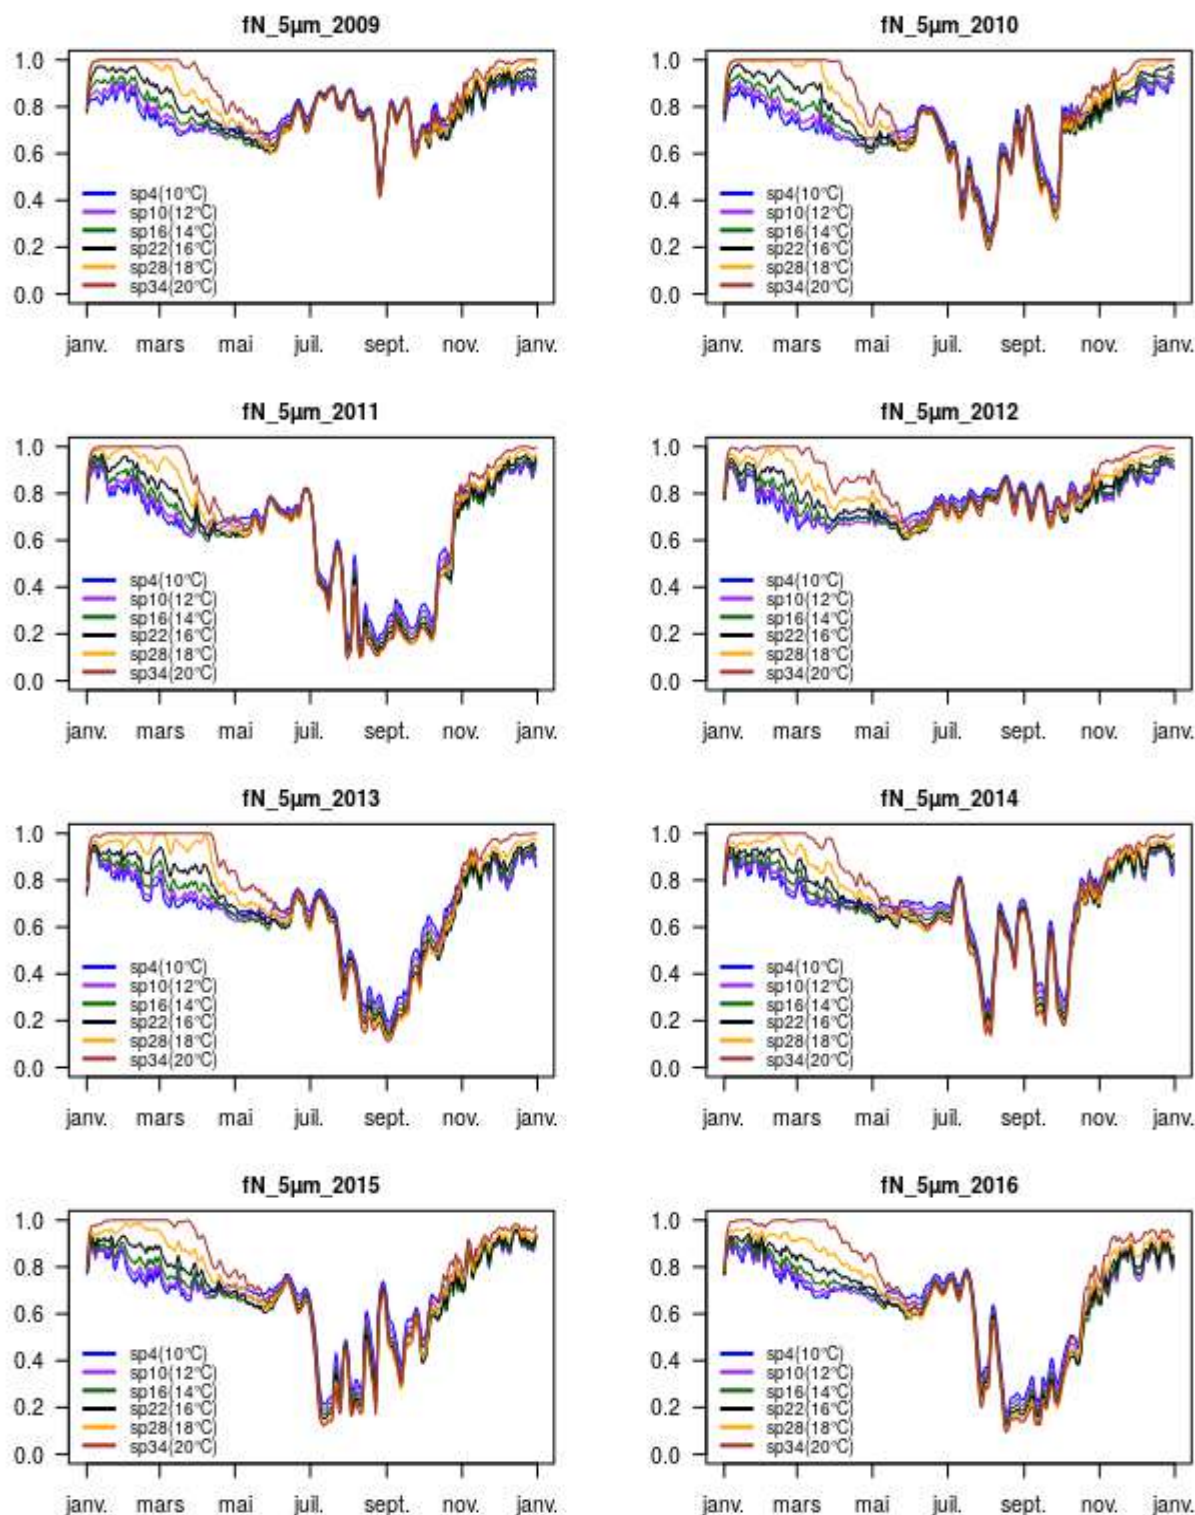 fN_5µm_2009
1.0
0.8
0.6
0.4
0.2
0.0
sp4(10°C)
sp10(12°C)
sp16(14°C)
sp22(16°C)
sp28(18°C)
sp34(20°C)
janv. mars mai juil. sept. nov. janv.
fN_5µm_2010
1.0
0.8
0.6
0.4
0.2
0.0
sp4(10°C)
sp10(12°C)
sp16(14°C)
sp22(16°C)
sp28(18°C)
sp34(20°C)
janv. mars mai juil. sept. nov. janv.
fN_5µm_2011
1.0
0.8
0.6
0.4
0.2
0.0
sp4(10°C)
sp10(12°C)
sp16(14°C)
sp22(16°C)
sp28(18°C)
sp34(20°C)
janv. mars mai juil. sept. nov. janv.
fN_5µm_2012
1.0
0.8
0.6
0.4
0.2
0.0
sp4(10°C)
sp10(12°C)
sp16(14°C)
sp22(16°C)
sp28(18°C)
sp34(20°C)
janv. mars mai juil. sept. nov. janv.
fN_5µm_2013
1.0
0.8
0.6
0.4
0.2
0.0
sp4(10°C)
sp10(12°C)
sp16(14°C)
sp22(16°C)
sp28(18°C)
sp34(20°C)
janv. mars mai juil. sept. nov. janv.
fN_5µm_2014
1.0
0.8
0.6
0.4
0.2
0.0
sp4(10°C)
sp10(12°C)
sp16(14°C)
sp22(16°C)
sp28(18°C)
sp34(20°C)
janv. mars mai juil. sept. nov. janv.
fN_5µm_2015
1.0
0.8
0.6
0.4
0.2
0.0
sp4(10°C)
sp10(12°C)
sp16(14°C)
sp22(16°C)
sp28(18°C)
sp34(20°C)
janv. mars mai juil. sept. nov. janv.
fN_5µm_2016
1.0
0.8
0.6
0.4
0.2
0.0
sp4(10°C)
sp10(12°C)
sp16(14°C)
sp22(16°C)
sp28(18°C)
sp34(20°C)
janv. mars mai juil. sept. nov. janv.